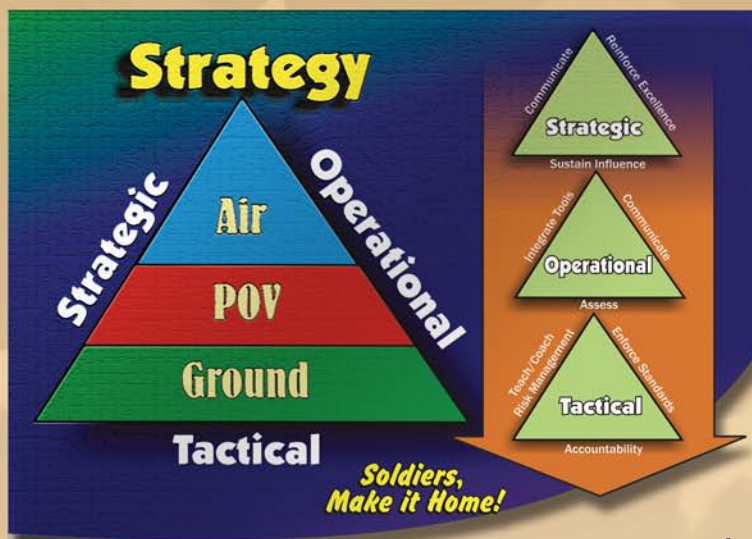 Strategy
Strategic
Operational
Air
POV
Ground
Tactical
Soldiers,
Make it Home!
Communicate
Reinforce Excellence
Strategic
Sustain Influence
Integrate Tools
Communicate
Operational
Assess
Teach/Coach
Risk Management
Enforce Standards
Tactical
Accountability